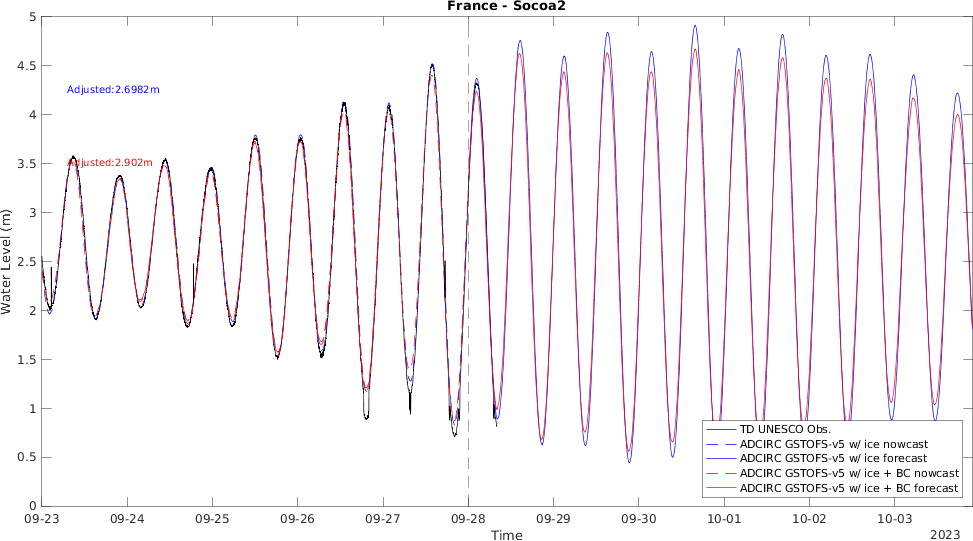 France - Socoa2
5
4.5
4
3.5
3
2.5
2
1.5
1
0.5
0
Water Level (m)
Adjusted:2.6982m
Adjusted:2.902m
TD UNESCO Obs.
ADCIRC GSTOFS-v5 w/ ice nowcast
ADCIRC GSTOFS-v5 w/ ice forecast
ADCIRC GSTOFS-v5 w/ ice + BC nowcast
ADCIRC GSTOFS-v5 w/ ice + BC forecast
09-23 09-24 09-25 09-26 09-27 09-28 09-29 09-30 10-01 10-02 10-03
Time
2023